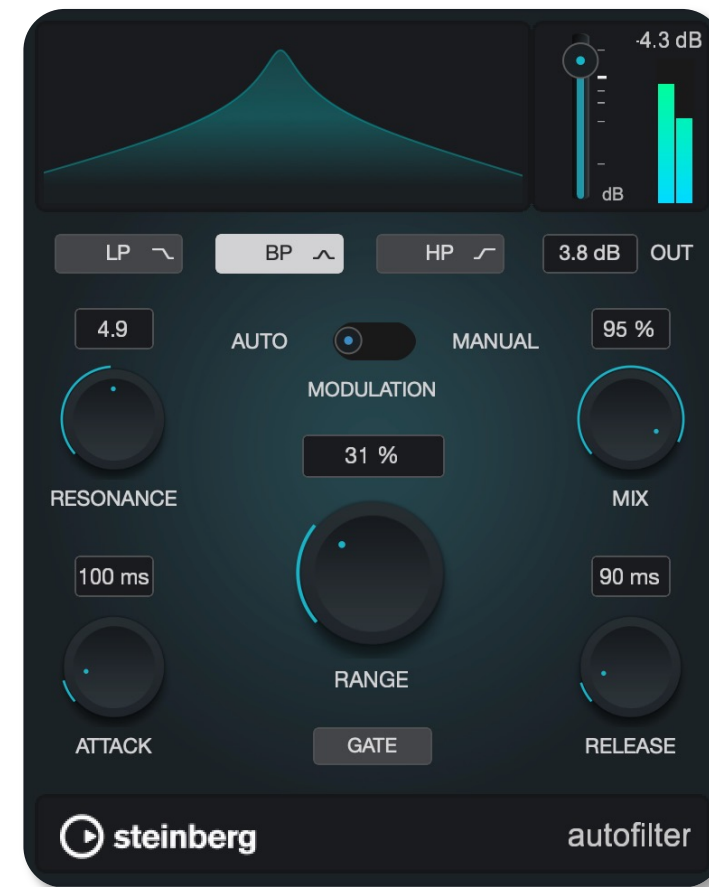 -4.3 dB
dB
LP
BP
HP
3.8 dB
OUT
4.9
AUTO
MANUAL
95 %
MODULATION
31 %
RESONANCE
MIX
100 ms
90 ms
RANGE
ATTACK
GATE
RELEASE
steinberg
autofilter